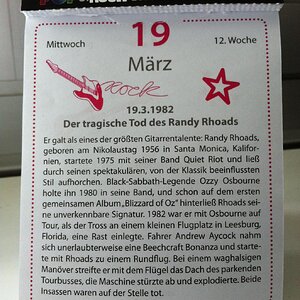 Mittwoch 19 12. Woche
März
rock
19.3.1982
Der tragische Tod des Randy Rhoads
Er galt als eines der größten Gitarrentalente: Randy Rhoads,
geboren am Nikolaustag 1956 in Santa Monica, Kalifor-
nien, startete 1975 mit seiner Band Quiet Riot und ließ
durch seinen spektakulären, von der Klassik beeinflussten
Stil aufhorchen. Black-Sabbath-Legende Ozzy Osbourne
holte ihn 1980 in seine Band, und schon auf dem ersten
gemeinsamen Album „Blizzard of Oz" hinterließ Rhoads seine
unverkennbare Signatur. 1982 war er mit Osbourne auf
Tour, als der Tross an einem kleinen Flugplatz in Leesburg,
Florida, eine Rast einlegte. Fahrer Andrew Aycock nahm
sich unerlaubterweise eine Beechcraft Bonanza und starte-
te mit Rhoads zu einem Rundflug. Bei einem waghalsigen
Manöver streifte er mit dem Flügel das Dach des parkenden
Tourbusses, die Maschine stürzte ab und explodierte. Beide
Insassen waren auf der Stelle tot.